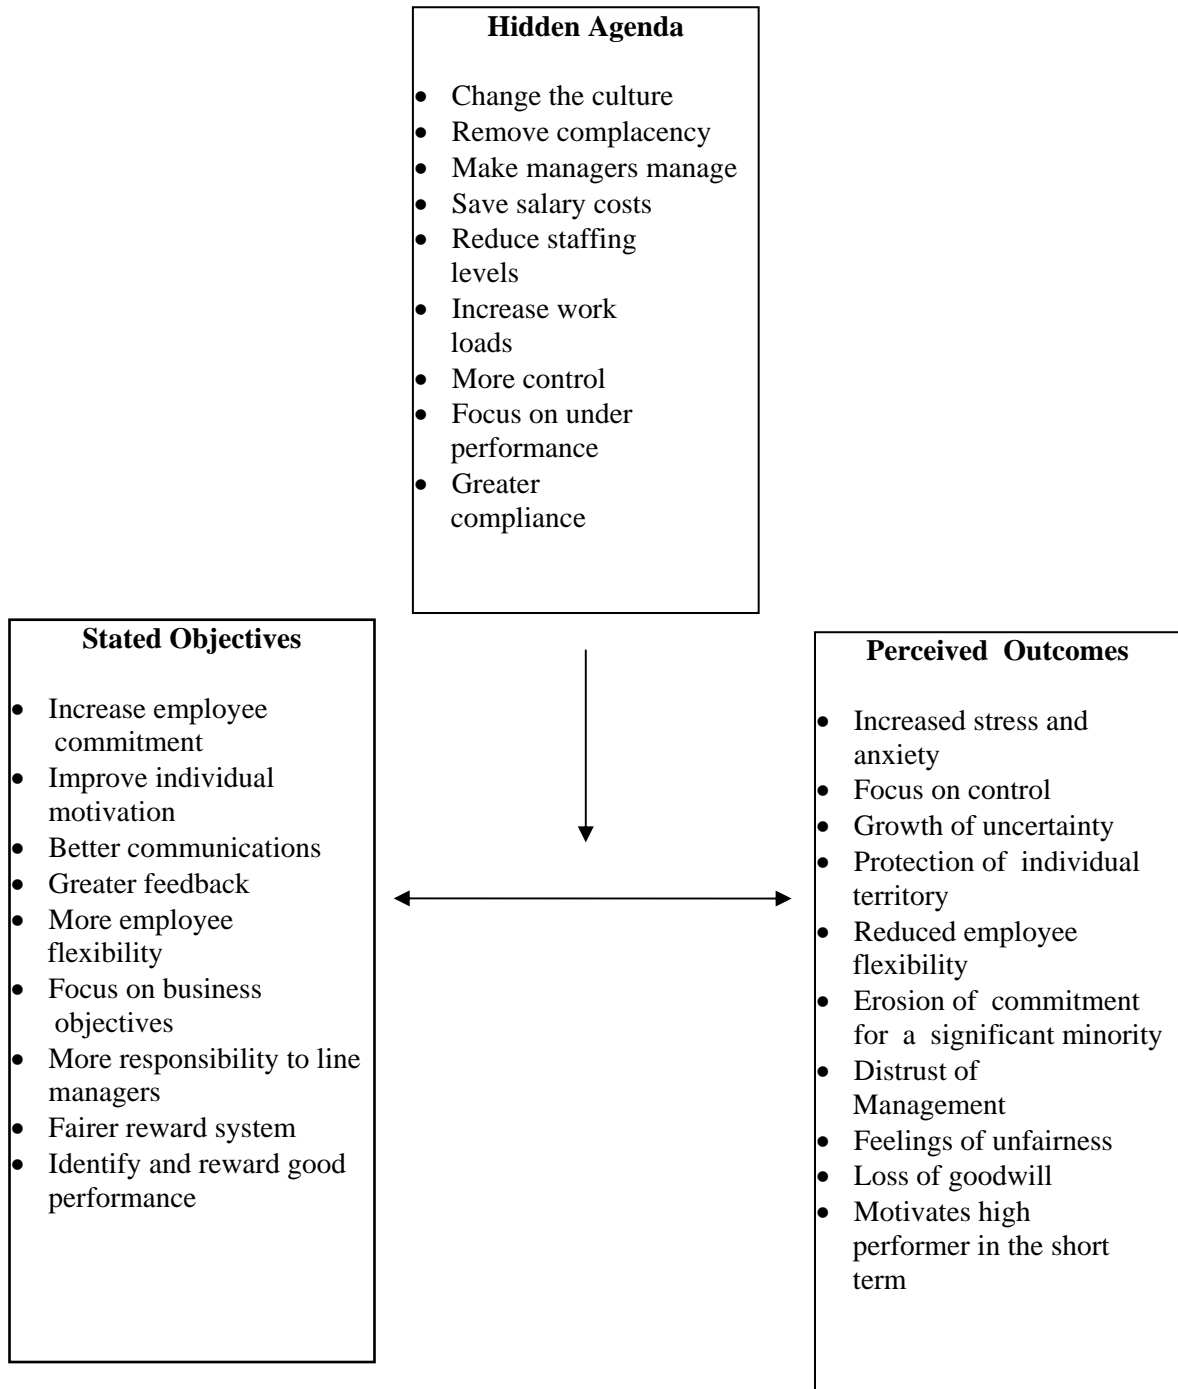 Hidden Agenda
• Change the culture
• Remove complacency
• Make managers manage
• Save salary costs
• Reduce staffing
levels
• Increase work
loads
• More control
• Focus on under
performance
• Greater
compliance
Stated Objectives
• Increase employee
commitment
• Improve individual
motivation
• Better communications
• Greater feedback
• More employee
flexibility
• Focus on business
objectives
• More responsibility to line
managers
• Fairer reward system
• Identify and reward good
performance
Perceived Outcomes
• Increased stress and
anxiety
• Focus on control
• Growth of uncertainty
• Protection of individual
territory
• Reduced employee
flexibility
• Erosion of commitment
for a significant minority
• Distrust of
Management
• Feelings of unfairness
• Loss of goodwill
• Motivates high
performer in the short
term